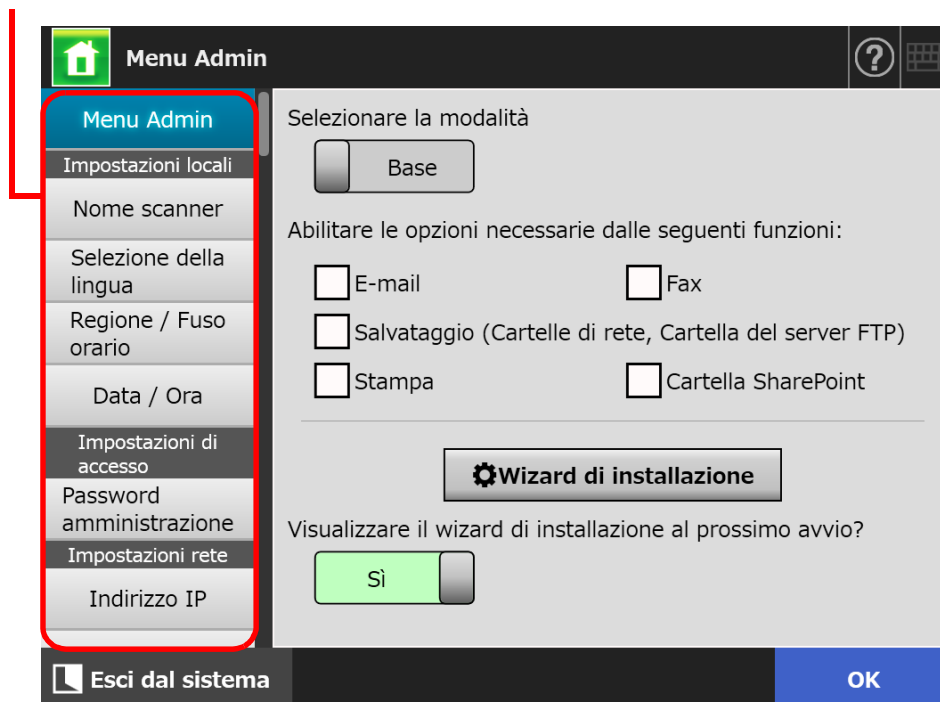 Menu Admin
?
Menu Admin
Impostazioni locali
Nome scanner
Selezione della
lingua
Regione / Fuso
orario
Data / Ora
Impostazioni di
accesso
Password
amministrazione
Impostazioni rete
Indirizzo IP
Selezionare la modalità
Base
Abilitare le opzioni necessarie dalle seguenti funzioni:
E-mail
Fax
Salvataggio (Cartelle di rete, Cartella del server FTP)
Stampa
Cartella SharePoint
Wizard di installazione
Visualizzare il wizard di installazione al prossimo avvio?
Sì
Esci dal sistema
OK